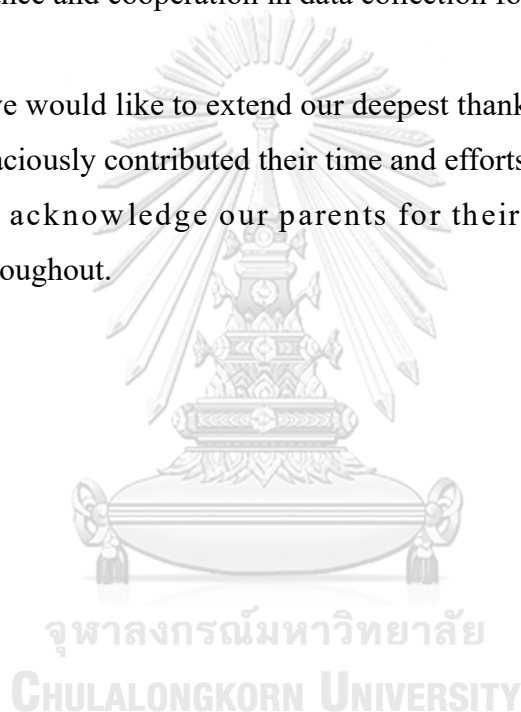 nce and cooperation in data collection fo
ve would like to extend our deepest thank
aciously contributed their time and efforts
acknowledge our parents for their
oughout.
จุฬาลงกรณ์มหาวิทยาลัย
CHULALONGKORN UNIVERSITY